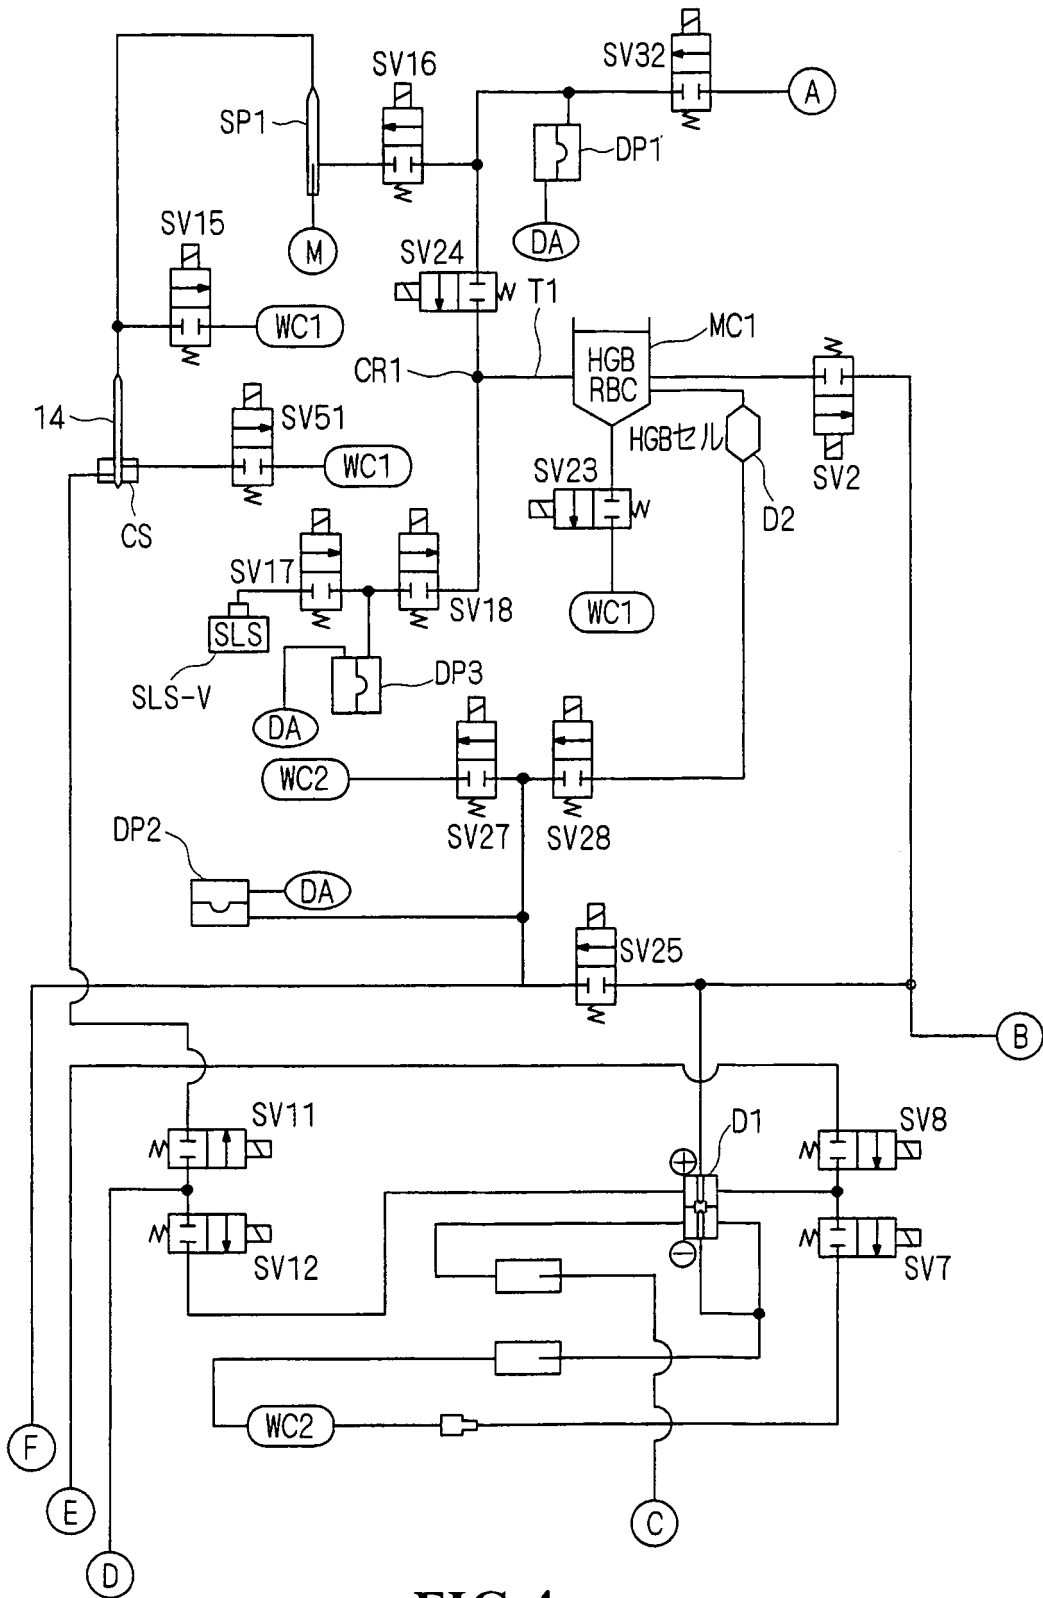 SV32
SV16
A
SP1
DP1
SV15
M
SV24
DA
T1
WC1
MC1
CR1
HGB
RBC
14
SV51
HGBセル
WC1
SV23
SV2
CS
D2
SV17
SV18
WC1
SLS
SLS-V
DP3
DA
WC2
SV27
SV28
DP2
DA
SV25
B
SV11
D1
SV8
+
SV12
−
SV7
WC2
F
E
C
D